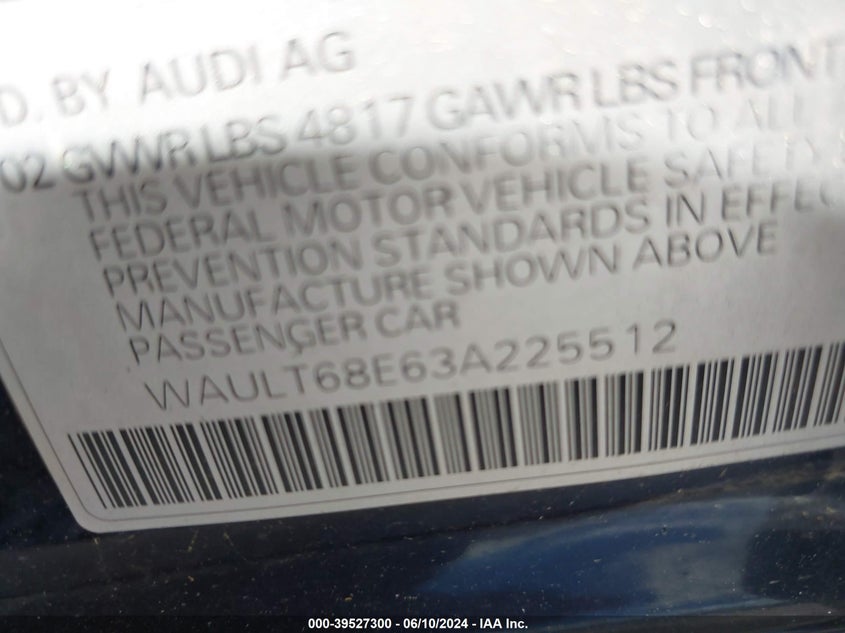 D. BY AUDI AG
02 GVWR LBS 4817 GAWR LBS FRONT
THIS VEHICLE CONFORMS TO ALL
FEDERAL MOTOR VEHICLE SAFETY
PREVENTION STANDARDS IN EFFEC
MANUFACTURE SHOWN ABOVE
PASSENGER CAR
WAULT68E63A225512
000-39527300 - 06/10/2024 - IAA Inc.